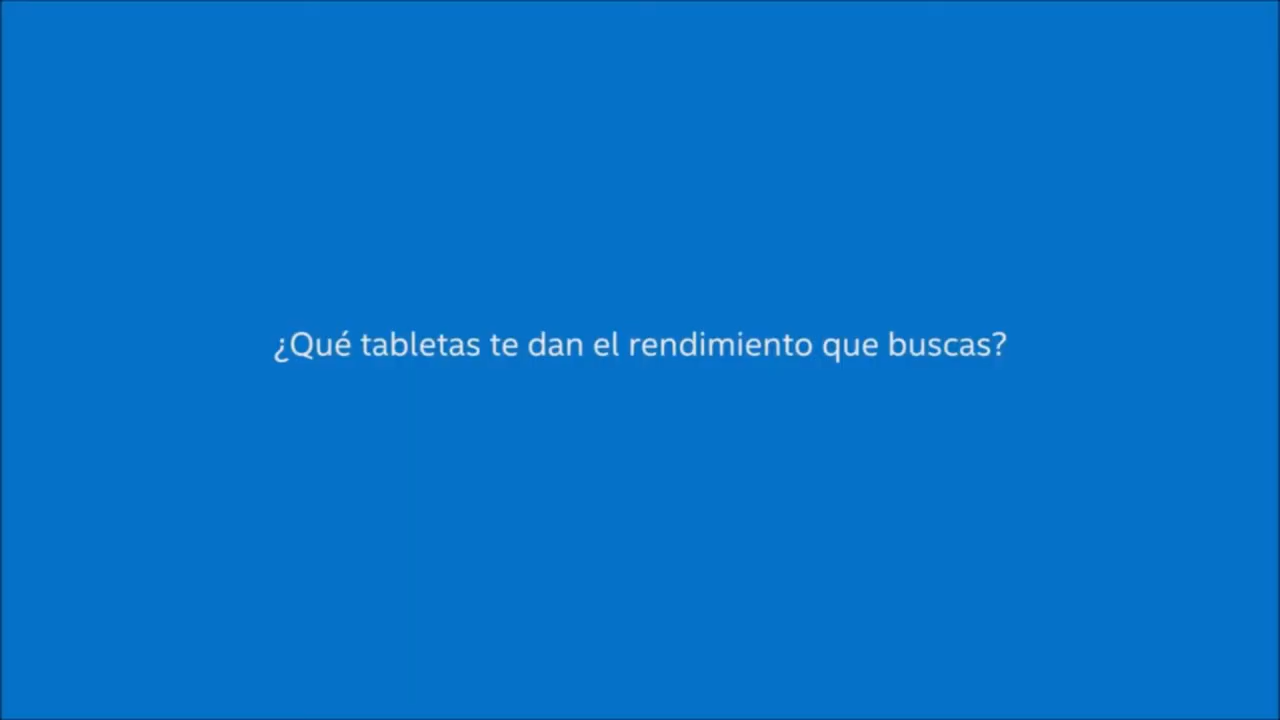 ¿Qué tabletas te dan el rendimiento que buscas?